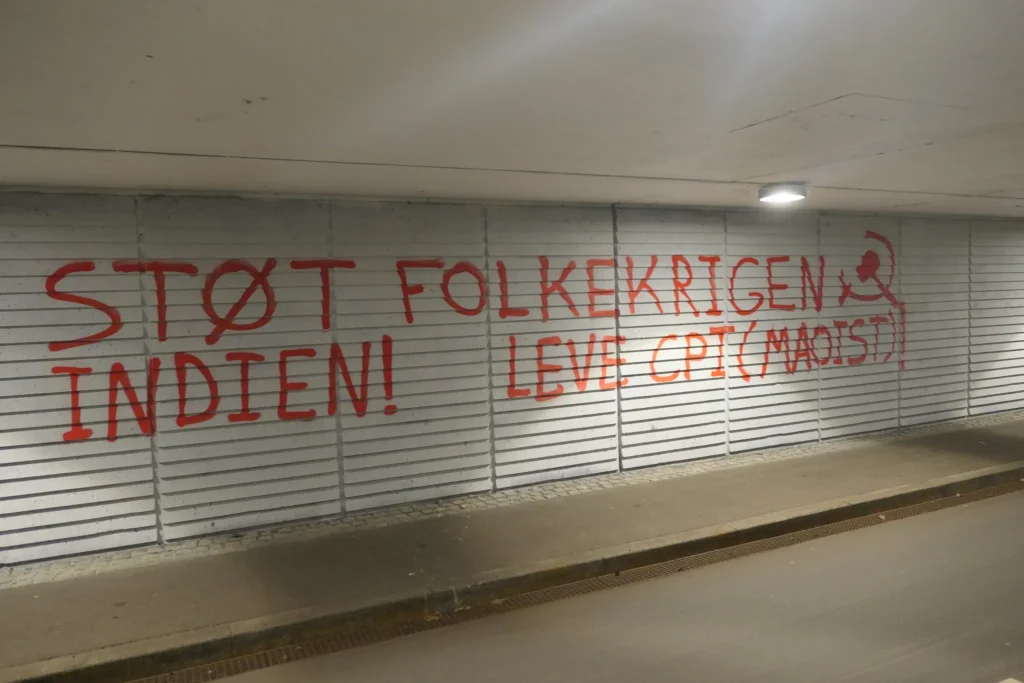 STØT FOLKEKRIGEN
INDIEN! LEVE CPI(MAOIST)!